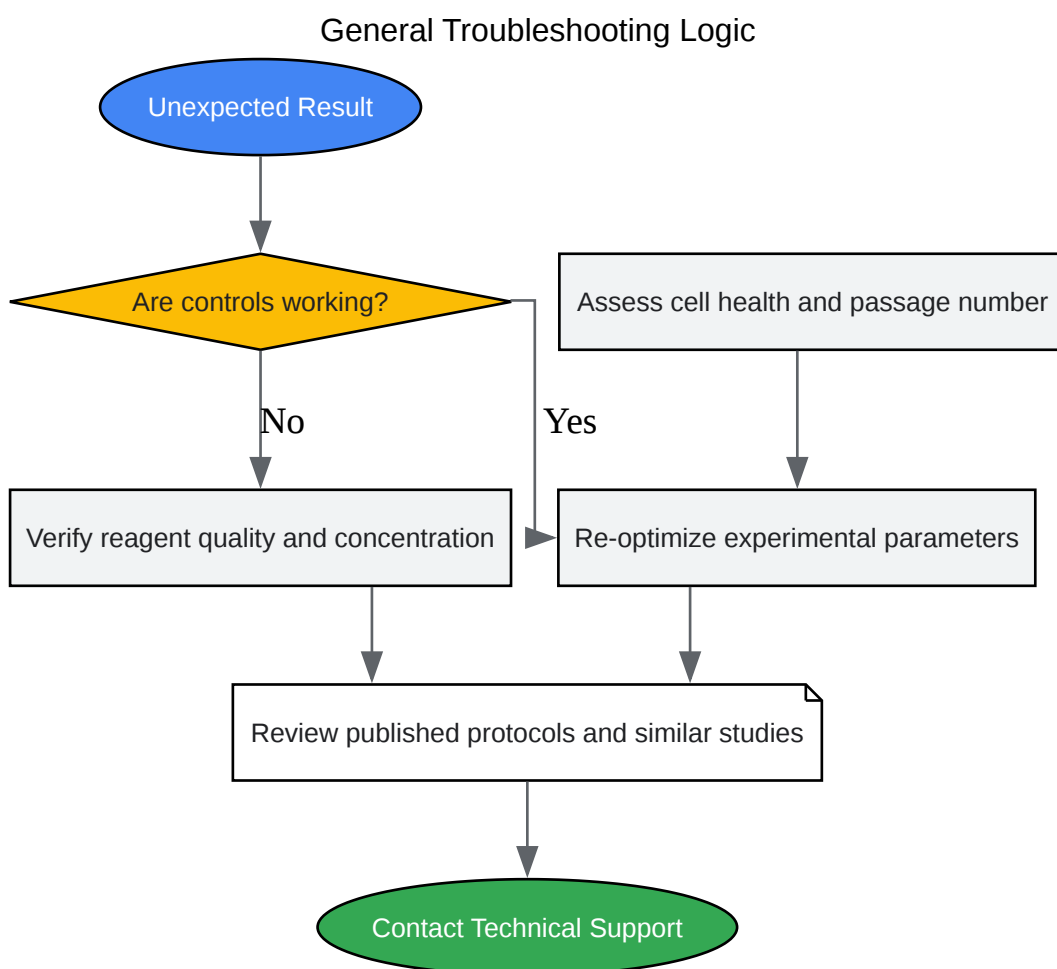 General Troubleshooting Logic
Unexpected Result
Are controls working?
Assess cell health and passage number
No
Yes
Verify reagent quality and concentration
Re-optimize experimental parameters
Review published protocols and similar studies
Contact Technical Support